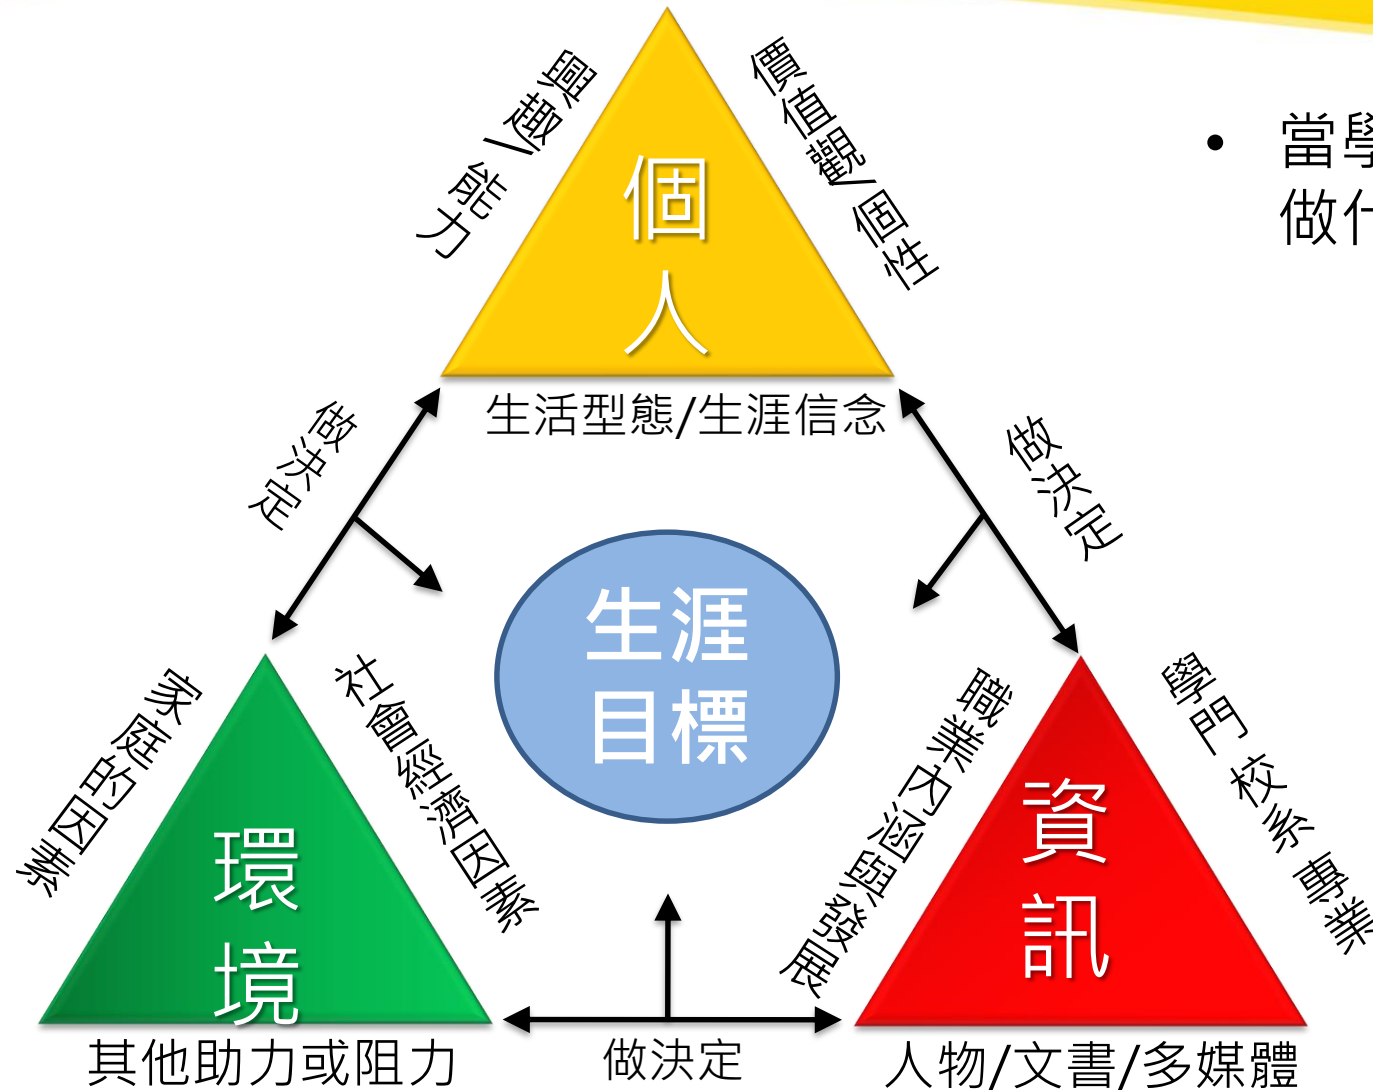 興趣/能力
價值觀/個性
個
人
生活型態/生涯信念
• 當學
做什
做決定
做決定
生涯
目標
家庭的因素
社會經濟因素
環
境
其他助力或阻力
做決定
職業內涵與發展
學門 校系 專業
資
訊
人物/文書/多媒體